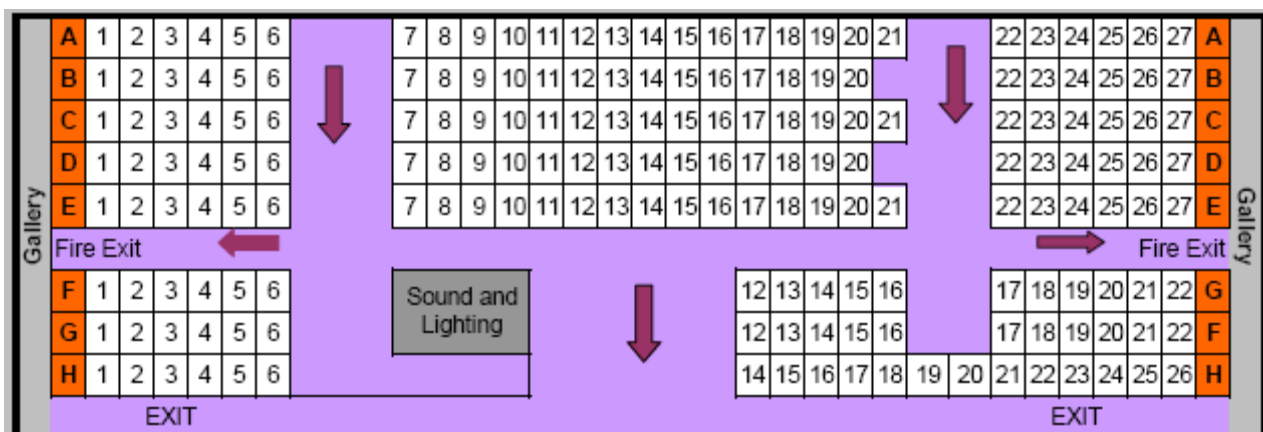 A 1 2 3 4 5 6 7 8 9 10 11 12 13 14 15 16 17 18 19 20 21 22 23 24 25 26 27 A
B 1 2 3 4 5 6 7 8 9 10 11 12 13 14 15 16 17 18 19 20 22 23 24 25 26 27 B
C 1 2 3 4 5 6 7 8 9 10 11 12 13 14 15 16 17 18 19 20 21 22 23 24 25 26 27 C
D 1 2 3 4 5 6 7 8 9 10 11 12 13 14 15 16 17 18 19 20 22 23 24 25 26 27 D
E 1 2 3 4 5 6 7 8 9 10 11 12 13 14 15 16 17 18 19 20 21 22 23 24 25 26 27 E
Gallery
Gallery
Fire Exit Fire Exit
F 1 2 3 4 5 6 12 13 14 15 16 17 18 19 20 21 22 G
Sound and
Lighting
G 1 2 3 4 5 6 12 13 14 15 16 17 18 19 20 21 22 F
H 1 2 3 4 5 6 14 15 16 17 18 19 20 21 22 23 24 25 26 H
EXIT EXIT